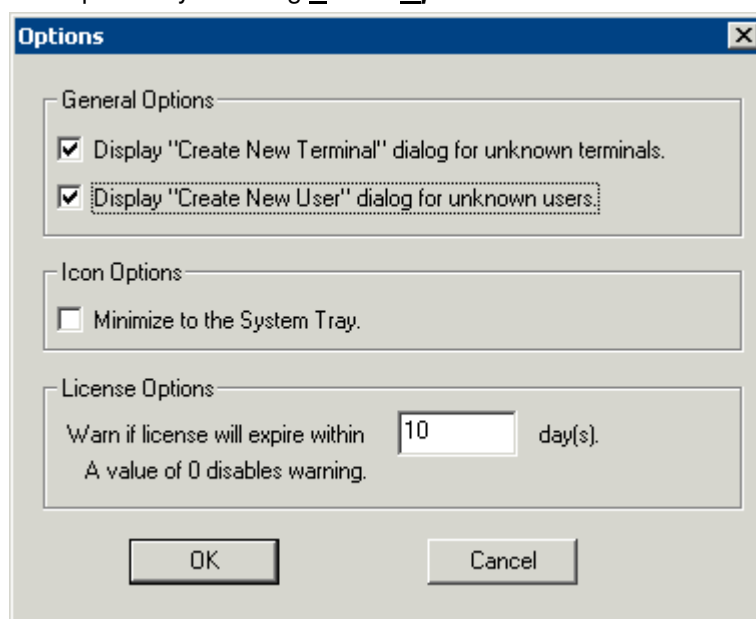 Options
General Options
Display "Create New Terminal" dialog for unknown terminals.
Display "Create New User" dialog for unknown users.
Icon Options
Minimize to the System Tray.
License Options
Warn if license will expire within 10 day(s).
A value of 0 disables warning.
OK Cancel